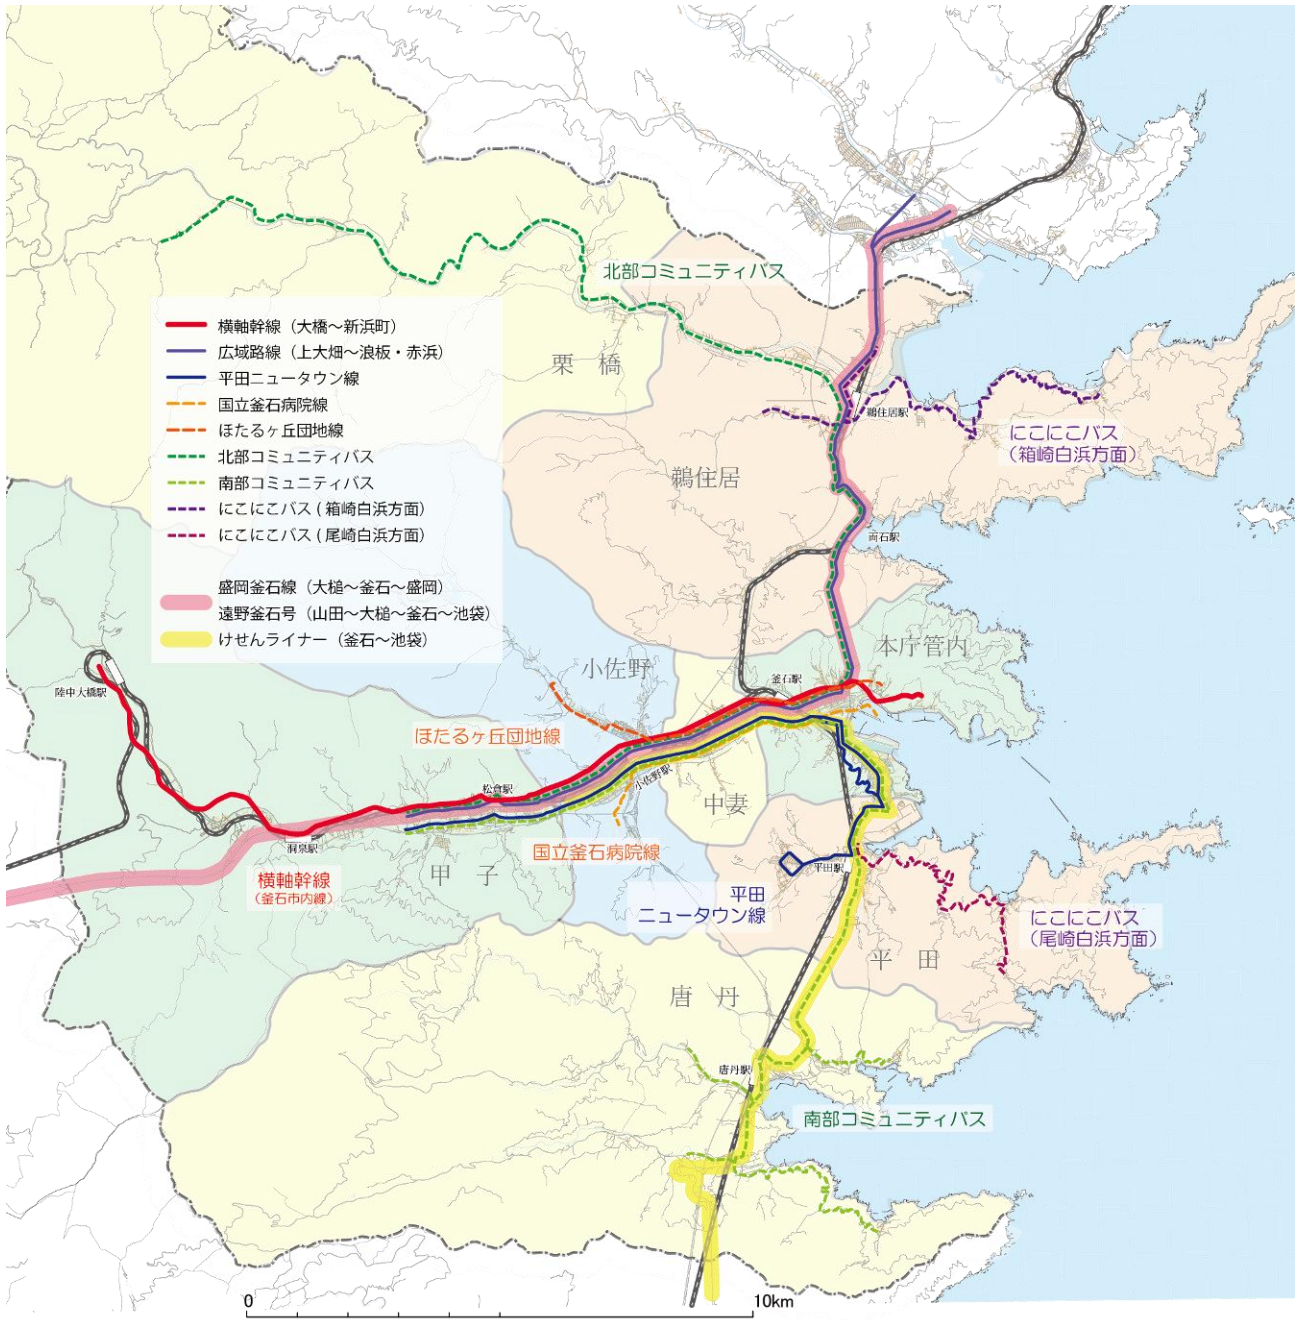 北部コミュニティバス
横軸幹線（大橋～新浜町）
広域路線（上大畑～浪板・赤浜）
平田ニュータウン線
国立釜石病院線
ほたるヶ丘団地線
北部コミュニティバス
南部コミュニティバス
にこにこバス ( 箱崎白浜方面 )
にこにこバス ( 尾崎白浜方面 )
盛岡釜石線（大槌～釜石～盛岡）
遠野釜石号（山田～大槌～釜石～池袋）
けせんライナー（釜石～池袋）
栗 橋
鵜住居駅
にこにこバス
（箱崎白浜方面）
鵜住居
両石駅
本庁管内
小佐野
釜石駅
陸中大橋駅
ほたるヶ丘団地線
小佐野駅
松倉駅
中妻
洞泉駅
国立釜石病院線
甲 子
横軸幹線
（釜石市内線）
平田駅
平田
ニュータウン線
にこにこバス
（尾崎白浜方面）
平 田
唐 丹
唐丹駅
南部コミュニティバス
0
10km